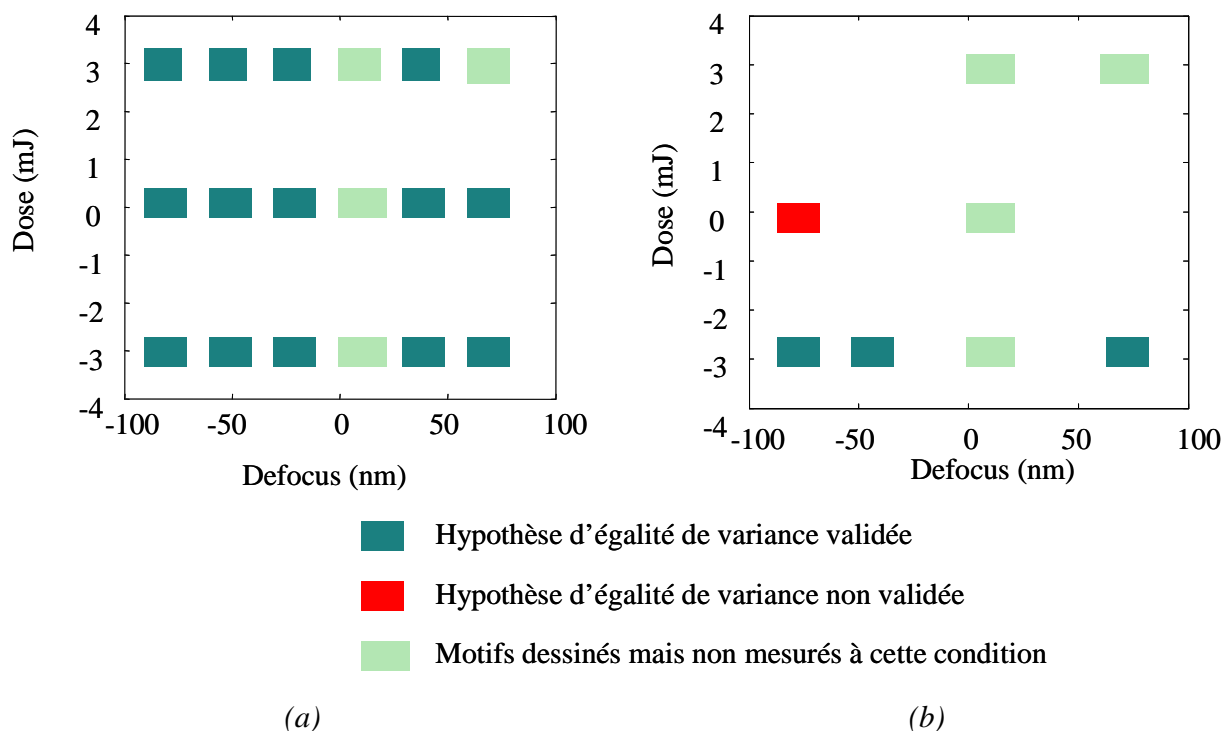 4
3
2
1
0
-1
-2
-3
-4
Dose (mJ)
-100 -50 0 50 100
Defocus (nm)
4
3
2
1
0
-1
-2
-3
-4
Dose (mJ)
-100 -50 0 50 100
Defocus (nm)
Hypothèse d’égalité de variance validée
Hypothèse d’égalité de variance non validée
Motifs dessinés mais non mesurés à cette condition
(a)
(b)